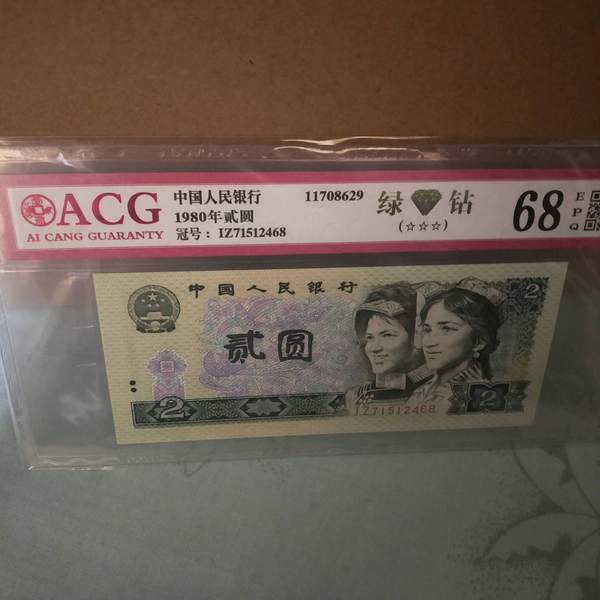 ACG
AI CANG GUARANTY
中国人民银行 11708629
1980年贰圆
冠号：IZ71512468
绿 钻
(☆☆☆)
68
E
P
Q
中国人民银行
贰圆
2
2
2
IZ71512468